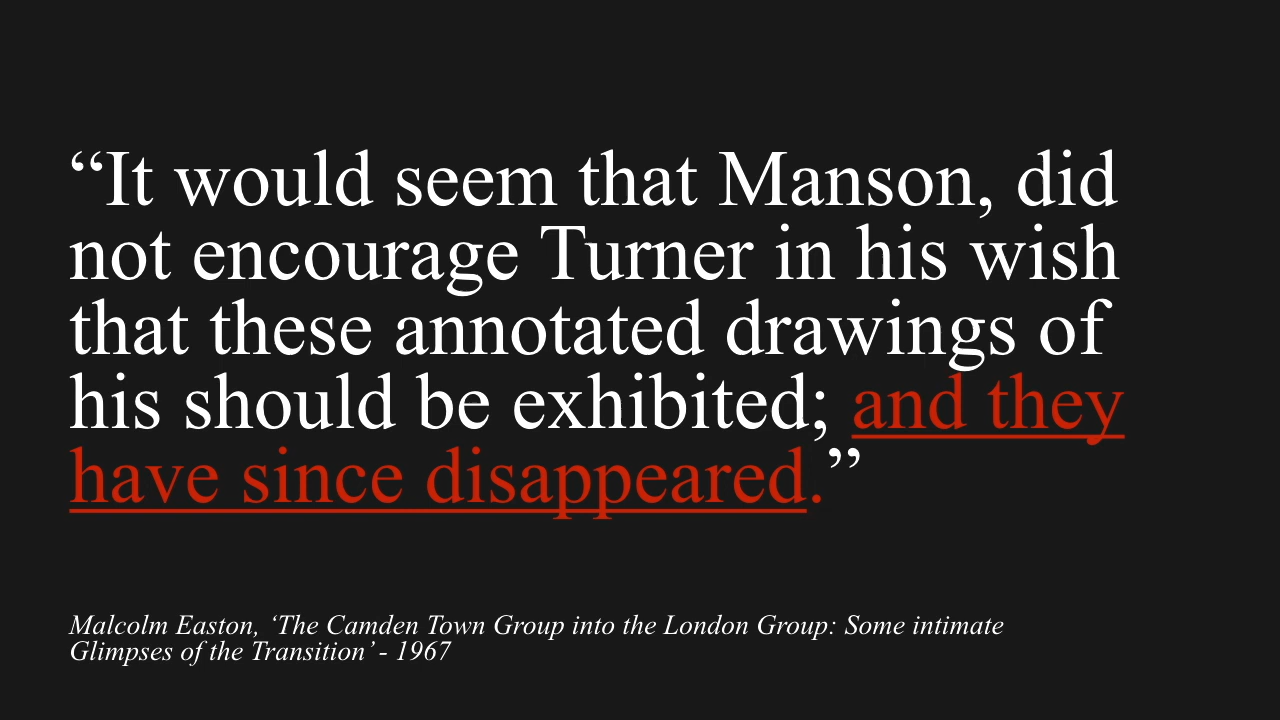 “It would seem that Manson, did
not encourage Turner in his wish
that these annotated drawings of
his should be exhibited; and they
have since disappeared.”
Malcolm Easton, ‘The Camden Town Group into the London Group: Some intimate
Glimpses of the Transition’ - 1967